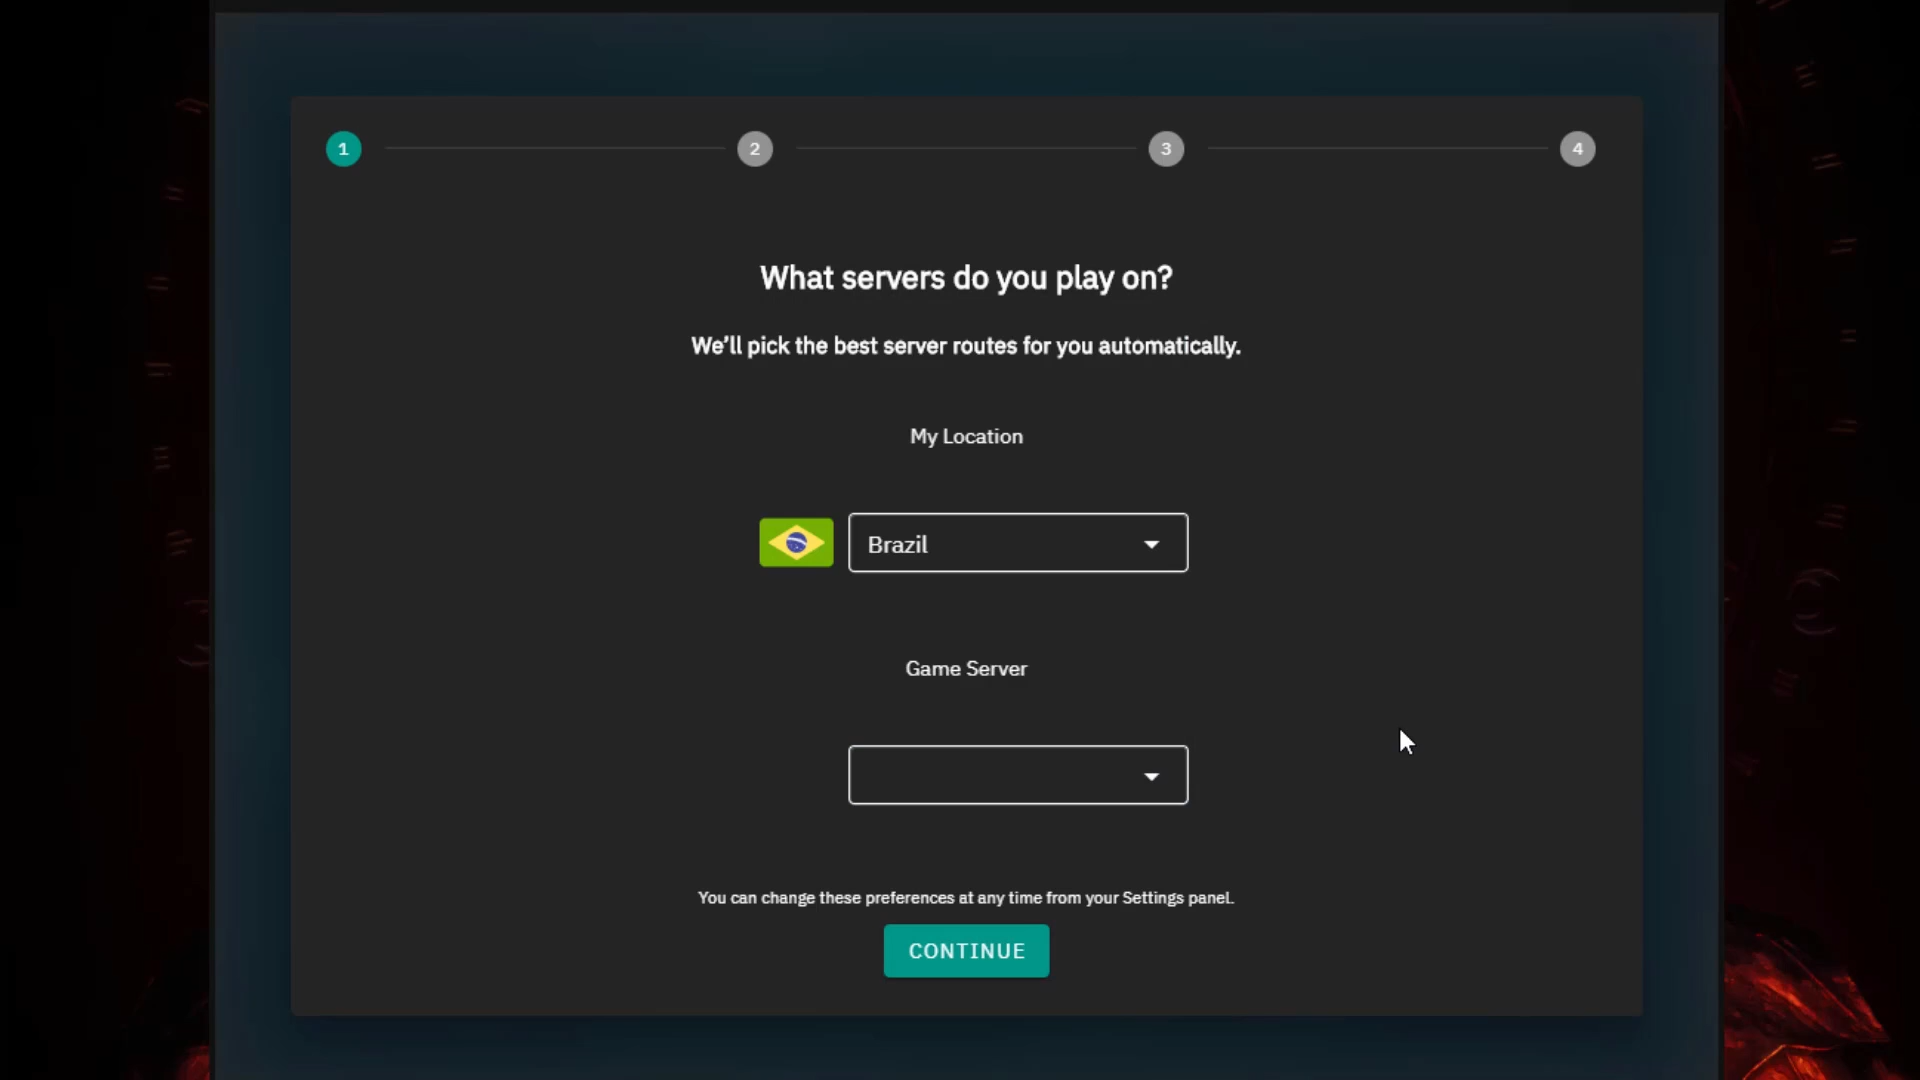 1
2
3
4
What servers do you play on?
We'll pick the best server routes for you automatically.
My Location
Brazil
Game Server
You can change these preferences at any time from your Settings panel.
CONTINUE